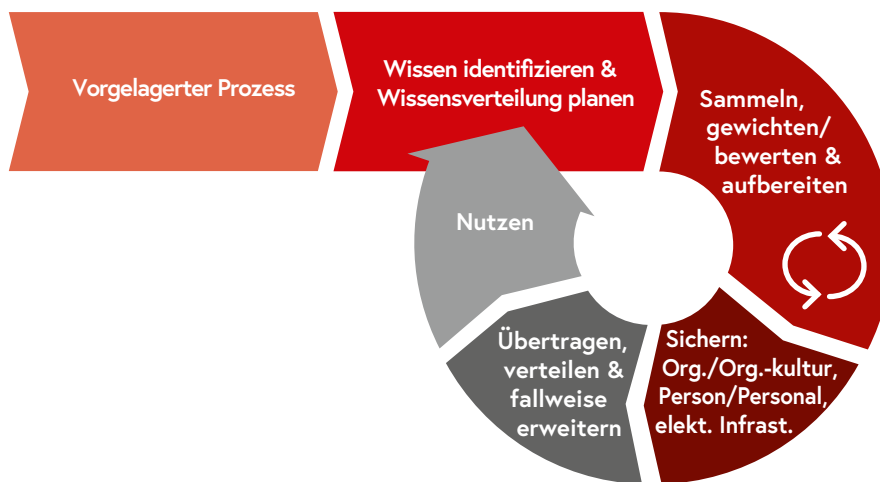 Vorgelagerter Prozess
Wissen identifizieren &
Wissensverteilung planen
Sammeln,
gewichten/
bewerten &
aufbereiten
Sichern:
Org./Org.-kultur,
Person/Personal,
elekt. Infrast.
Übertragen,
verteilen &
fallweise
erweitern
Nutzen